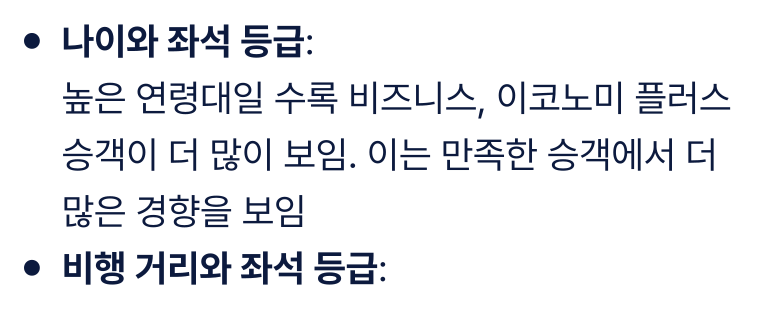 • 나이와 좌석 등급:
높은 연령대일 수록 비즈니스, 이코노미 플러스
승객이 더 많이 보임. 이는 만족한 승객에서 더
많은 경향을 보임
• 비행 거리와 좌석 등급: